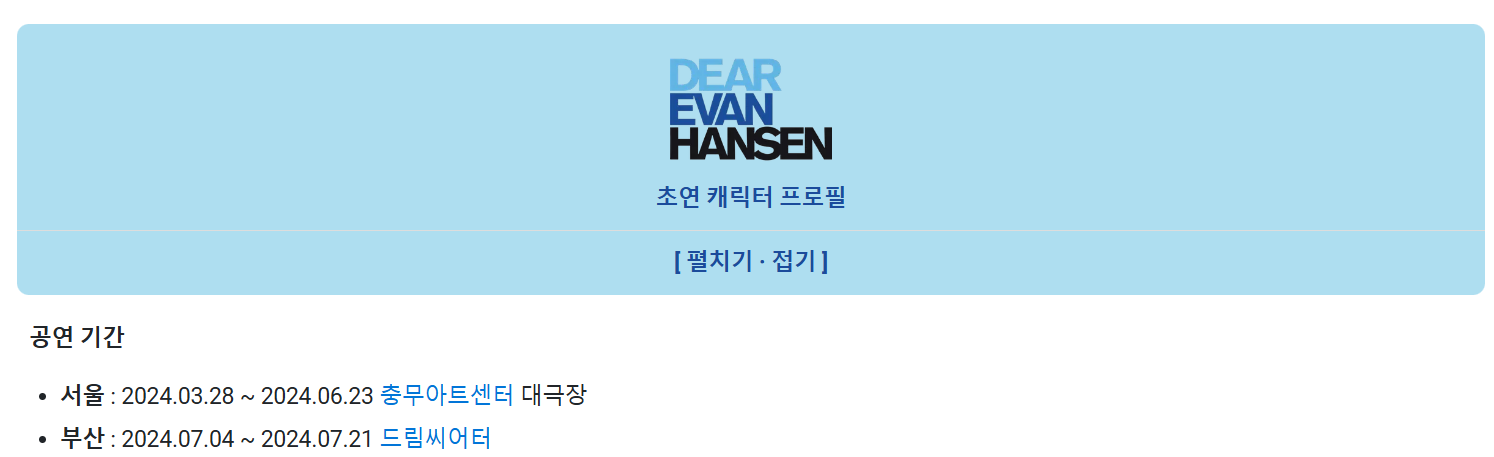 DEAR
EVAN
HANSEN
초연 캐릭터 프로필
[ 펼치기 · 접기 ]
공연 기간
서울 : 2024.03.28 ~ 2024.06.23 충무아트센터 대극장
부산 : 2024.07.04 ~ 2024.07.21 드림씨어터